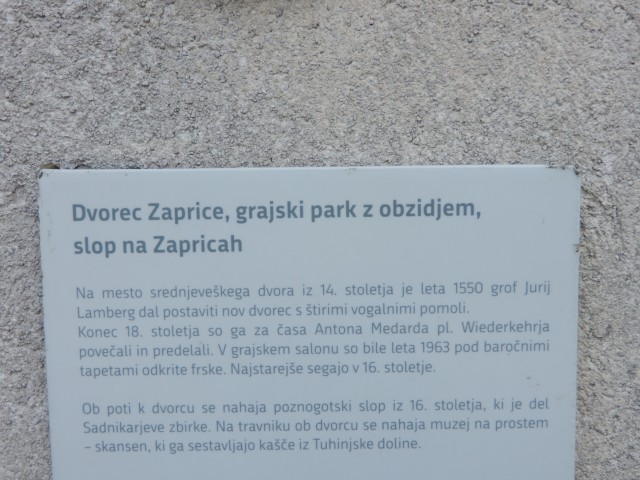 Dvorec Zaprice, grajski park z obzidjem,
slop na Zapricah
Na mesto srednjeveškega dvora iz 14. stoletja je leta 1550 grof Jurij
Lamberg dal postaviti nov dvorec s štirimi vogalnimi pomoli.
Konec 18. stoletja so ga za časa Antona Medarda pl. Wiederkehrja
povečali in predelali. V grajskem salonu so bile leta 1963 pod baročnimi
tapetami odkrite frske. Najstarejše segajo v 16. stoletje.
Ob poti k dvorcu se nahaja poznogotski slop iz 16. stoletja, ki je del
Sadnikarjeve zbirke. Na travniku ob dvorcu se nahaja muzej na prostem
– skansen, ki ga sestavljajo kašče iz Tuhinjske doline.